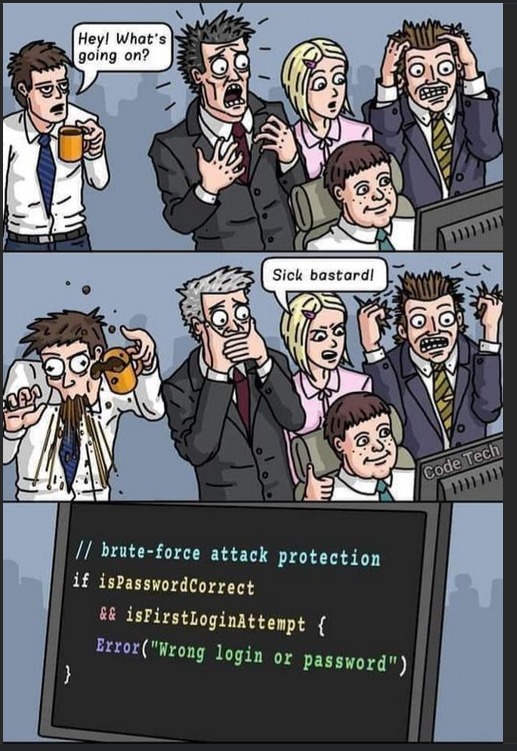 Hey! What's
going on?
Sick bastard!
Code Tech
// brute-force attack protection
if isPasswordCorrect
&& isFirstLoginAttempt {
Error("Wrong login or password")
}